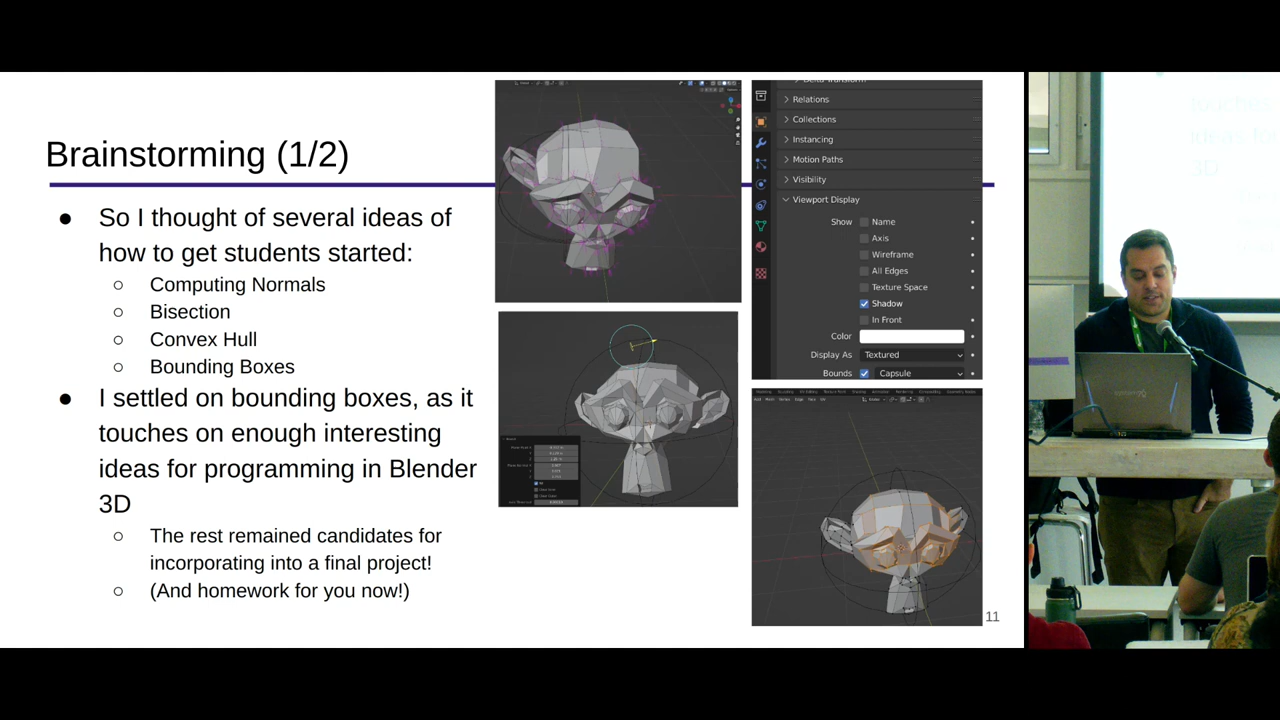 Brainstorming (1/2)
● So I thought of several ideas of
how to get students started:
○ Computing Normals
○ Bisection
○ Convex Hull
○ Bounding Boxes
● I settled on bounding boxes, as it
touches on enough interesting
ideas for programming in Blender
3D
○ The rest remained candidates for
incorporating into a final project!
○ (And homework for you now!)
Relations
Collections
Instancing
Motion Paths
Visibility
Viewport Display
Show Name
Axis
Wireframe
All Edges
Texture Space
Shadow
In Front
Color
Display As Textured
Bounds Capsule
11
touches
ideas fo
3D